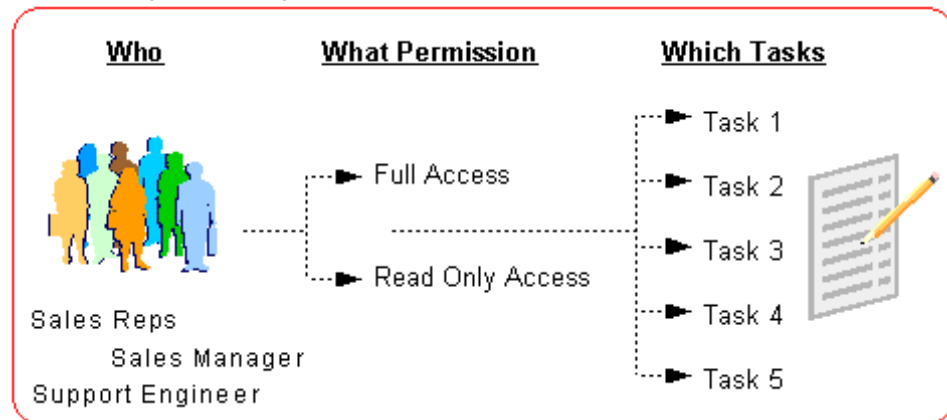 Who
What Permission
Which Tasks
Task 1
Full Access
Task 2
Task 3
Read Only Access
Sales Reps
Task 4
Sales Manager
Support Engineer
Task 5